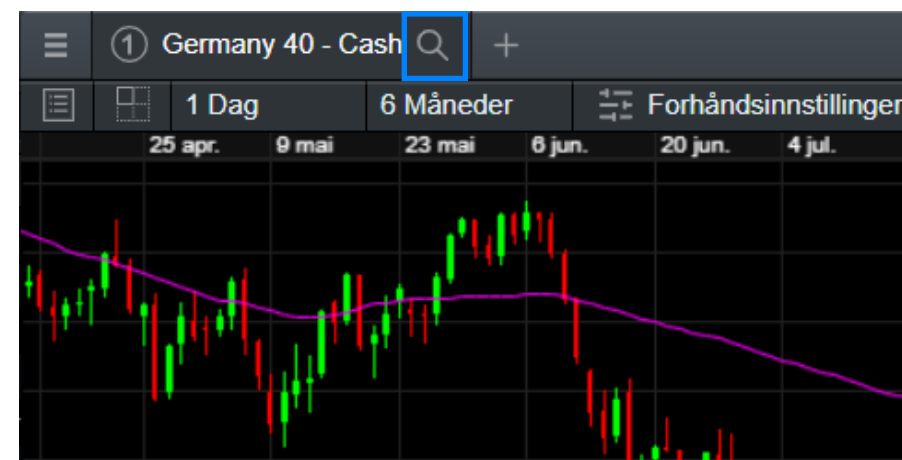 ① Germany 40 - Cash
1 Dag 6 Måneder Forhåndsinnstillinger
25 apr. 9 mai 23 mai 6 jun. 20 jun. 4 jul.